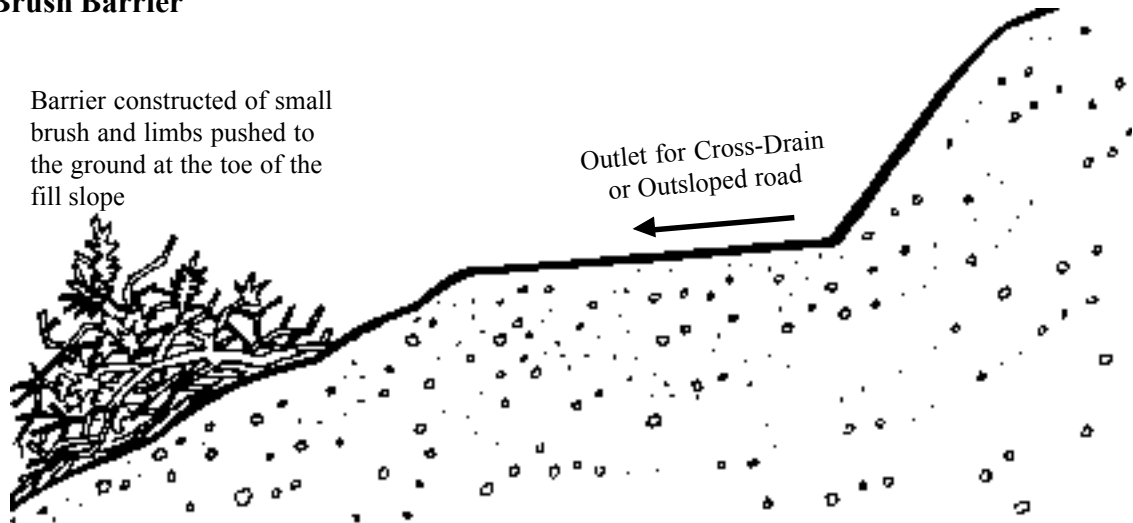 Brush Barrier
Barrier constructed of small
brush and limbs pushed to
the ground at the toe of the
fill slope
Outlet for Cross-Drain
or Outsloped road